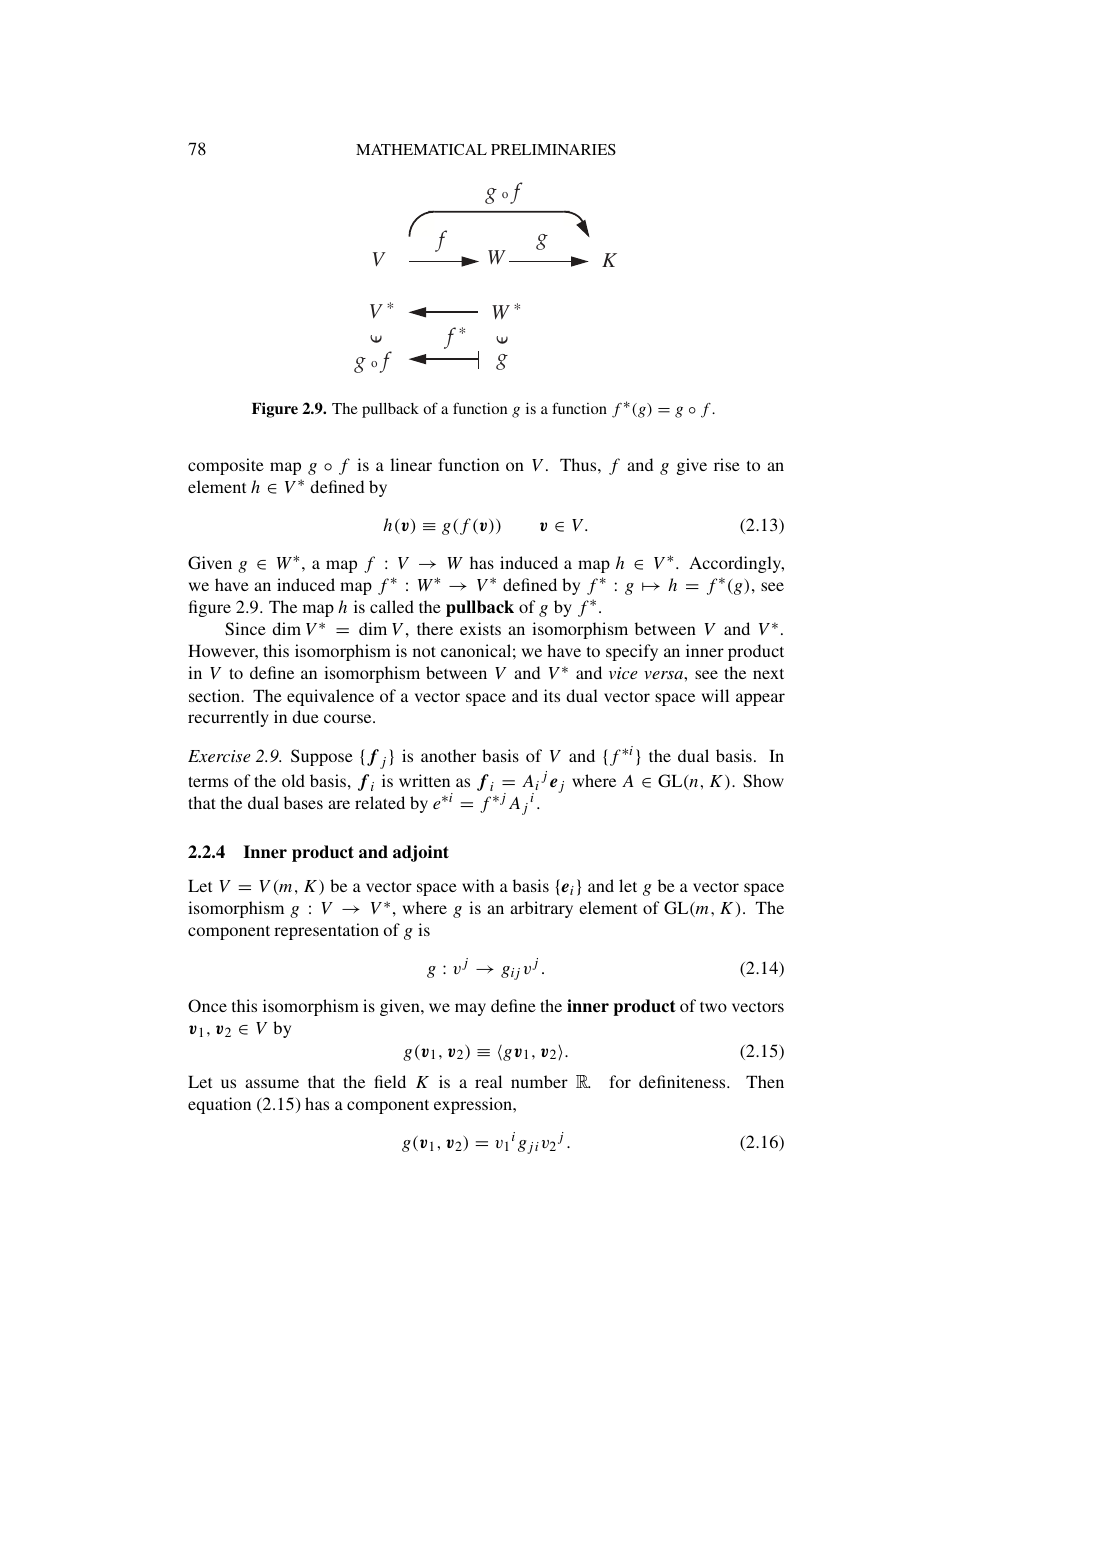 78 MATHEMATICAL PRELIMINARIES
g ∘ f
f g
V W K
V* W*
f*
∪ ∪
g ∘ f g
Figure 2.9. The pullback of a function g is a function f*(g) = g ∘ f.
composite map g ∘ f is a linear function on V. Thus, f and g give rise to an
element h ∈ V* defined by
h(v) ≡ g(f(v)) v ∈ V. (2.13)
Given g ∈ W*, a map f : V → W has induced a map h ∈ V*. Accordingly,
we have an induced map f* : W* → V* defined by f* : g ↦ h = f*(g), see
figure 2.9. The map h is called the pullback of g by f*.
Since dim V* = dim V, there exists an isomorphism between V and V*.
However, this isomorphism is not canonical; we have to specify an inner product
in V to define an isomorphism between V and V* and vice versa, see the next
section. The equivalence of a vector space and its dual vector space will appear
recurrently in due course.
Exercise 2.9. Suppose {f_j} is another basis of V and {f*^i} the dual basis. In
terms of the old basis, f_i is written as f_i = A_i^j e_j where A ∈ GL(n, K). Show
that the dual bases are related by e*^i = f*^j A_j^i.
2.2.4 Inner product and adjoint
Let V = V(m, K) be a vector space with a basis {e_i} and let g be a vector space
isomorphism g : V → V*, where g is an arbitrary element of GL(m, K). The
component representation of g is
g : v^j → g_ij v^j. (2.14)
Once this isomorphism is given, we may define the inner product of two vectors
v_1, v_2 ∈ V by
g(v_1, v_2) ≡ ⟨gv_1, v_2⟩. (2.15)
Let us assume that the field K is a real number ℝ. for definiteness. Then
equation (2.15) has a component expression,
g(v_1, v_2) = v_1^i g_ji v_2^j. (2.16)